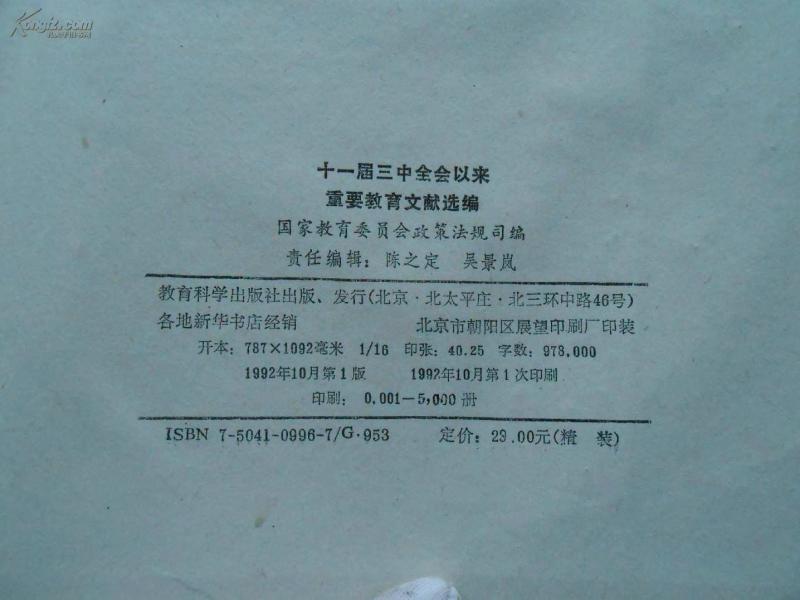 Kongfz.com
十一届三中全会以来
重要教育文献选编
国家教育委员会政策法规司编
责任编辑：陈之定 吴景岚
教育科学出版社出版、发行(北京·北太平庄·北三环中路46号)
各地新华书店经销 北京市朝阳区展望印刷厂印装
开本：787×1092毫米 1/16 印张：40.25 字数：978,000
1992年10月第1版 1992年10月第1次印刷
印刷：0,001—5,000册
ISBN 7-5041-0996-7/G·953 定价：29.00元(精 装)